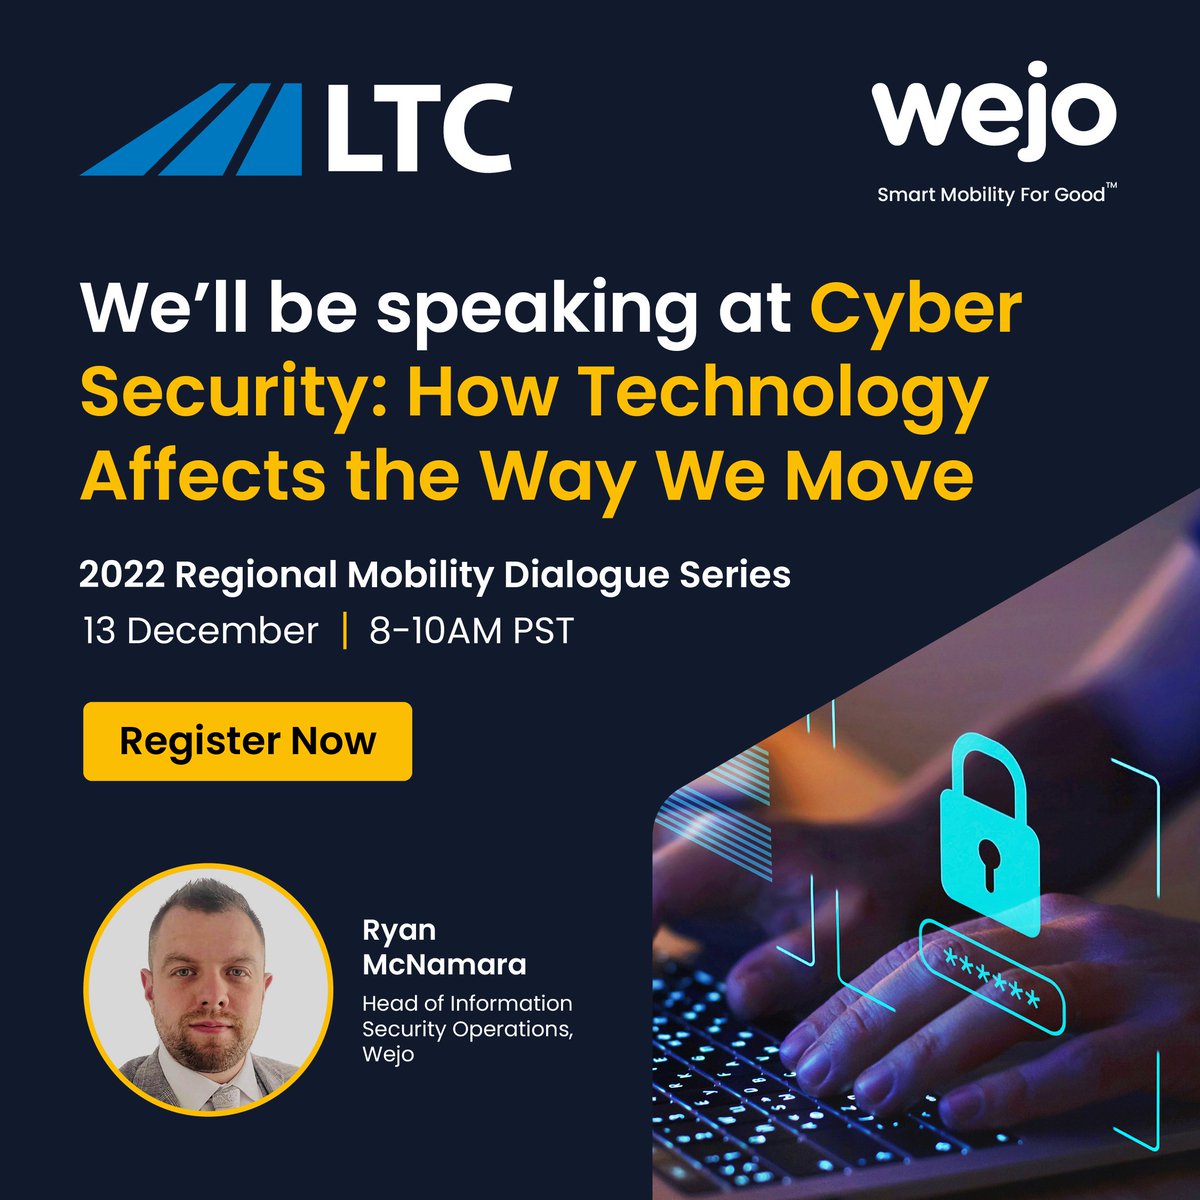 LTC
wejo
Smart Mobility For Good™
We'll be speaking at Cyber
Security: How Technology
Affects the Way We Move
2022 Regional Mobility Dialogue Series
13 December | 8-10AM PST
Register Now
Ryan
McNamara
Head of Information
Security Operations,
Wejo
******